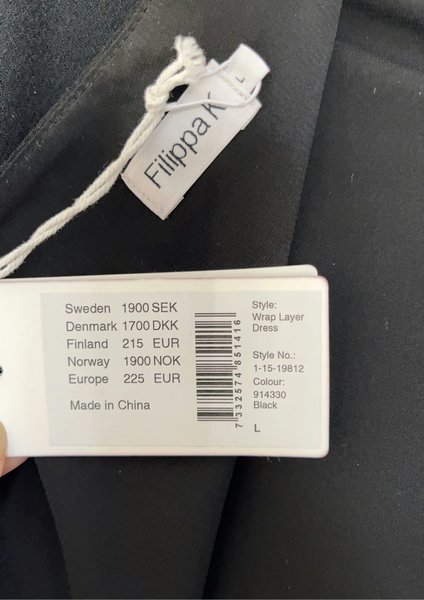 L
Filippa K
Sweden 1900 SEK
Denmark 1700 DKK
Finland 215 EUR
Norway 1900 NOK
Europe 225 EUR
Made in China
7332574851416
Style:
Wrap Layer
Dress
Style No.:
1-15-19812
Colour:
914330
Black
L